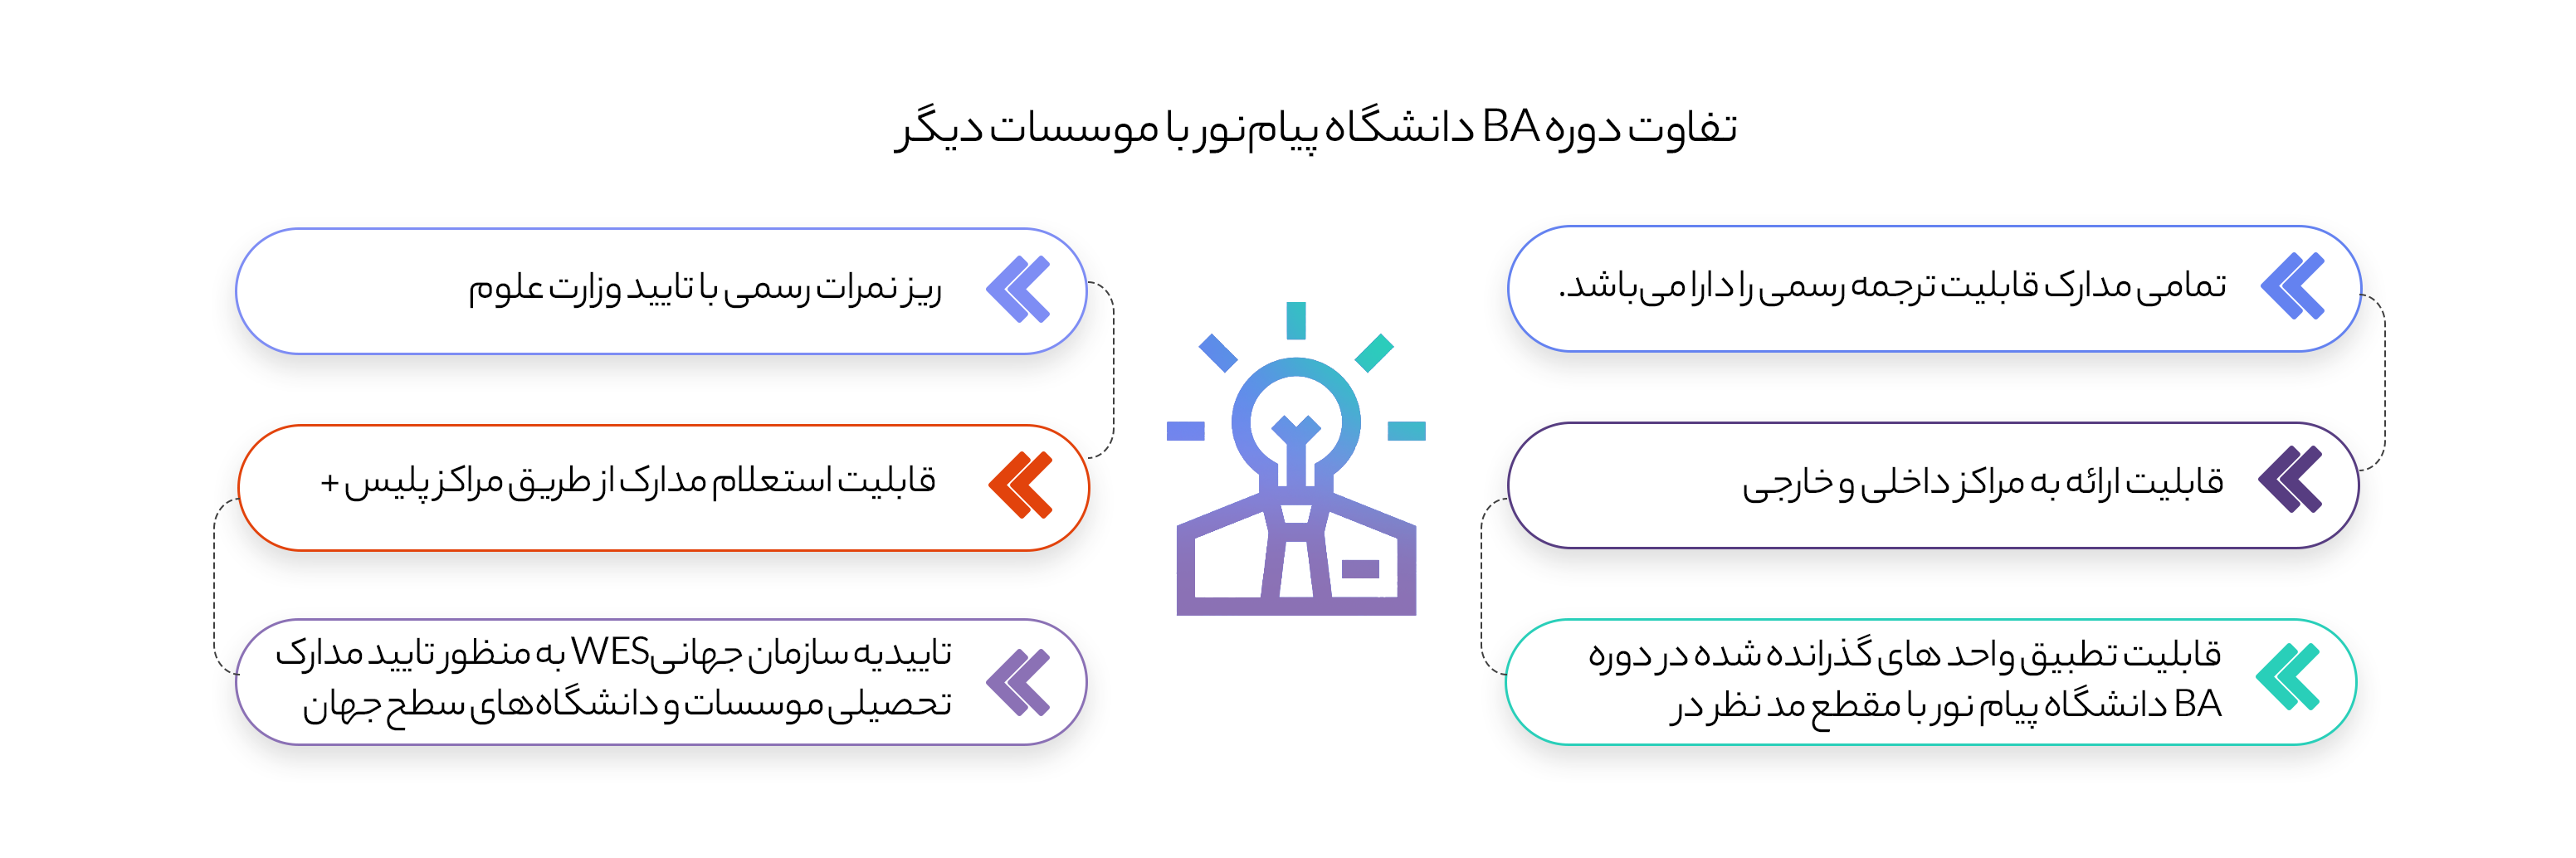 تفاوت دوره BA دانشگاه پیام‌نور با موسسات دیگر
تمامی مدارک قابلیت ترجمه رسمی را دارا می‌باشد.
قابلیت ارائه به مراکز داخلی و خارجی
قابلیت تطبیق واحد های گذرانده شده در دوره
BA دانشگاه پیام نور با مقطع مد نظر در
ریز نمرات رسمی با تایید وزارت علوم
قابلیت استعلام مدارک از طریق مراکز پلیس +
تاییدیه سازمان جهانیWES به منظور تایید مدارک
تحصیلی موسسات و دانشگاه‌های سطح جهان